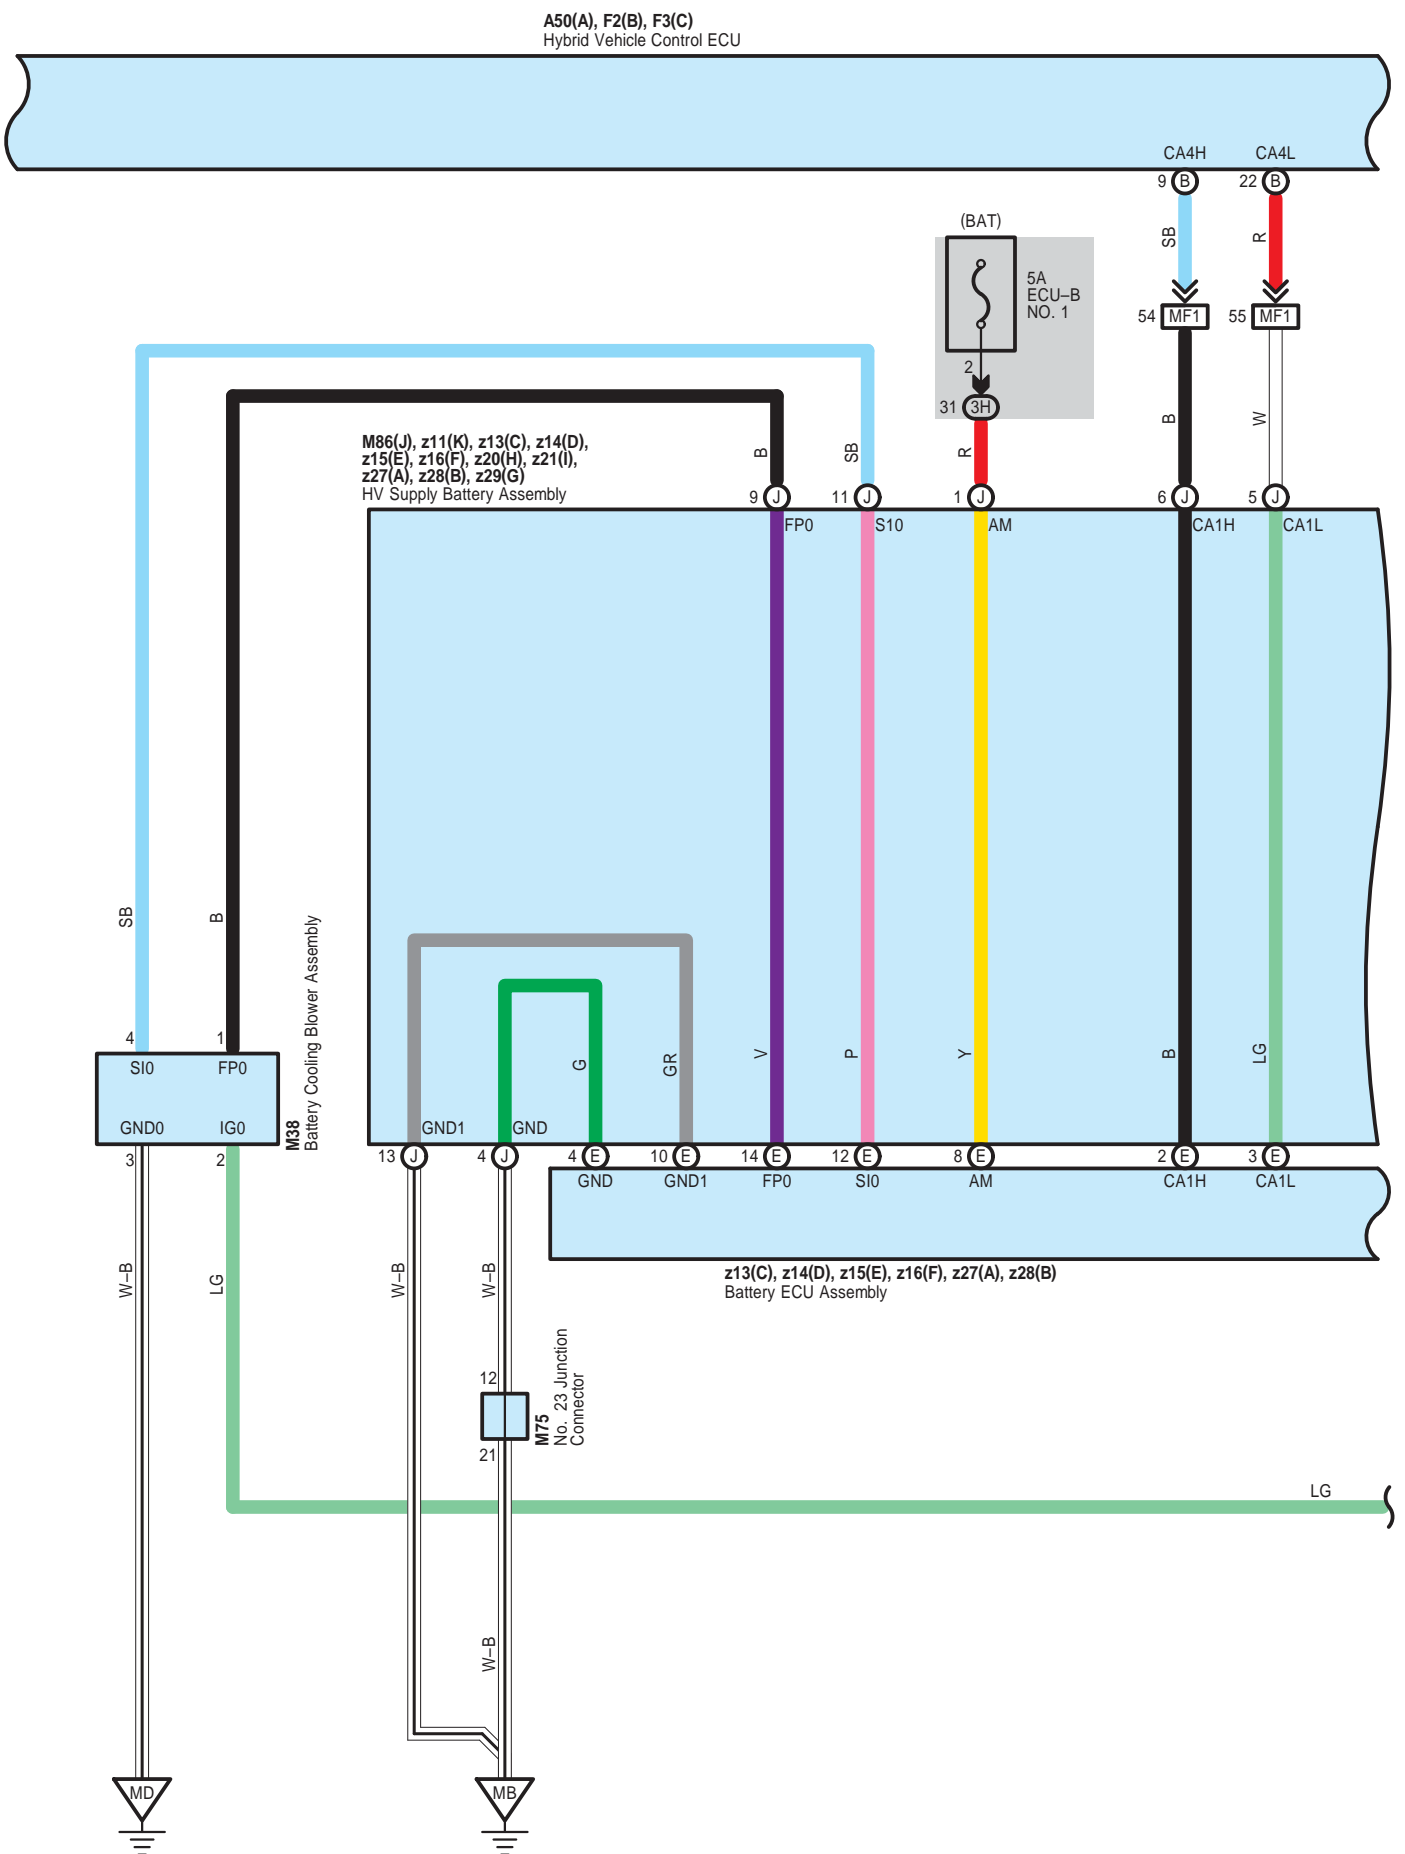 A50(A), F2(B), F3(C)
Hybrid Vehicle Control ECU
CA4H CA4L
9 B 22 B
(BAT)
SB R
5A
ECU–B
NO. 1
54 MF1 55 MF1
2
31 3H
M86(J), z11(K), z13(C), z14(D),
z15(E), z16(F), z20(H), z21(I),
z27(A), z28(B), z29(G)
HV Supply Battery Assembly
B SB R B W
9 J 11 J 1 J 6 J 5 J
FP0 S10 AM CA1H CA1L
SB B
Battery Cooling Blower Assembly
M38
4 1
SI0 FP0
GND0 IG0
3 2
G GR V P Y B LG
GND1 GND
13 J 4 J 4 E 10 E 14 E 12 E 8 E 2 E 3 E
GND GND1 FP0 SI0 AM CA1H CA1L
z13(C), z14(D), z15(E), z16(F), z27(A), z28(B)
Battery ECU Assembly
W–B LG W–B W–B
12
M75
No. 23 Junction
Connector
21
LG
W–B
MD MB